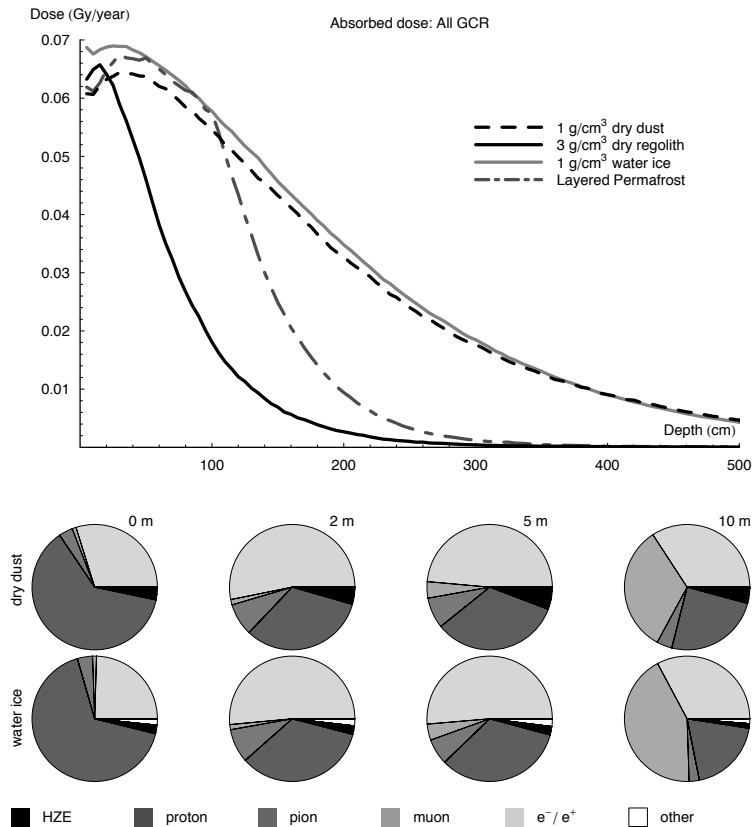 Dose (Gy/year)
Absorbed dose: All GCR
0.07
0.06
0.05
0.04
0.03
0.02
0.01
1 g/cm³ dry dust
3 g/cm³ dry regolith
1 g/cm³ water ice
Layered Permafrost
Depth (cm)
100 200 300 400 500
0 m 2 m 5 m 10 m
dry dust
water ice
HZE proton pion muon e⁻/ e⁺ other